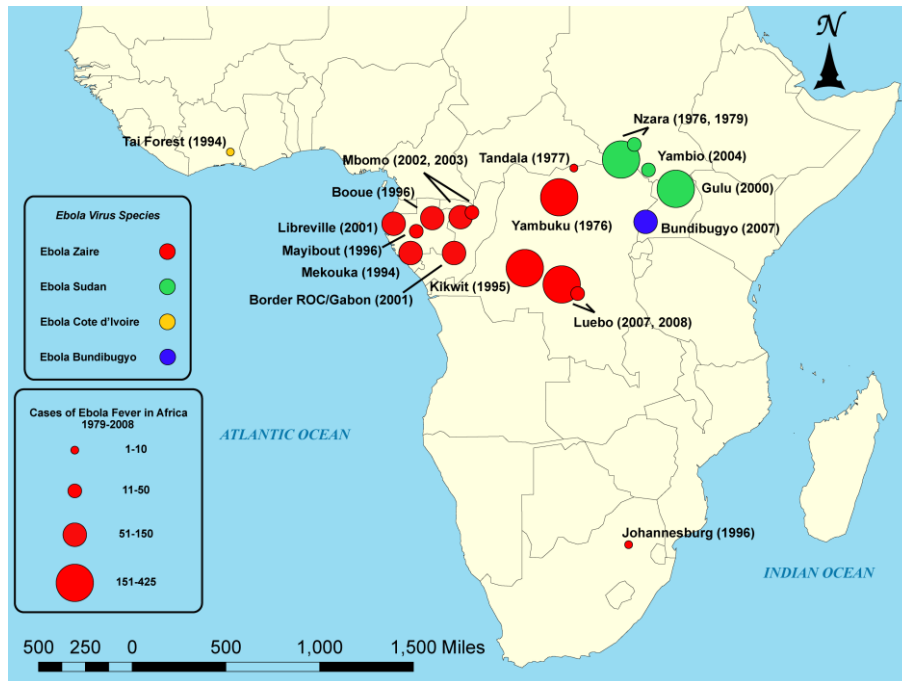 N
Nzara (1976, 1979)
Tai Forest (1994)
Mbomo (2002, 2003)
Tandala (1977)
Yambio (2004)
Booue (1996)
Gulu (2000)
Ebola Virus Species
Libreville (2001)
Yambuku (1976)
Bundibugyo (2007)
Ebola Zaire
Mayibout (1996)
Mekouka (1994)
Ebola Sudan
Kikwit (1995)
Border ROC/Gabon (2001)
Ebola Cote d'Ivoire
Luebo (2007, 2008)
Ebola Bundibugyo
Cases of Ebola Fever in Africa
1979-2008
ATLANTIC OCEAN
1-10
11-50
51-150
Johannesburg (1996)
INDIAN OCEAN
151-425
500 250 0 500 1,000 1,500 Miles